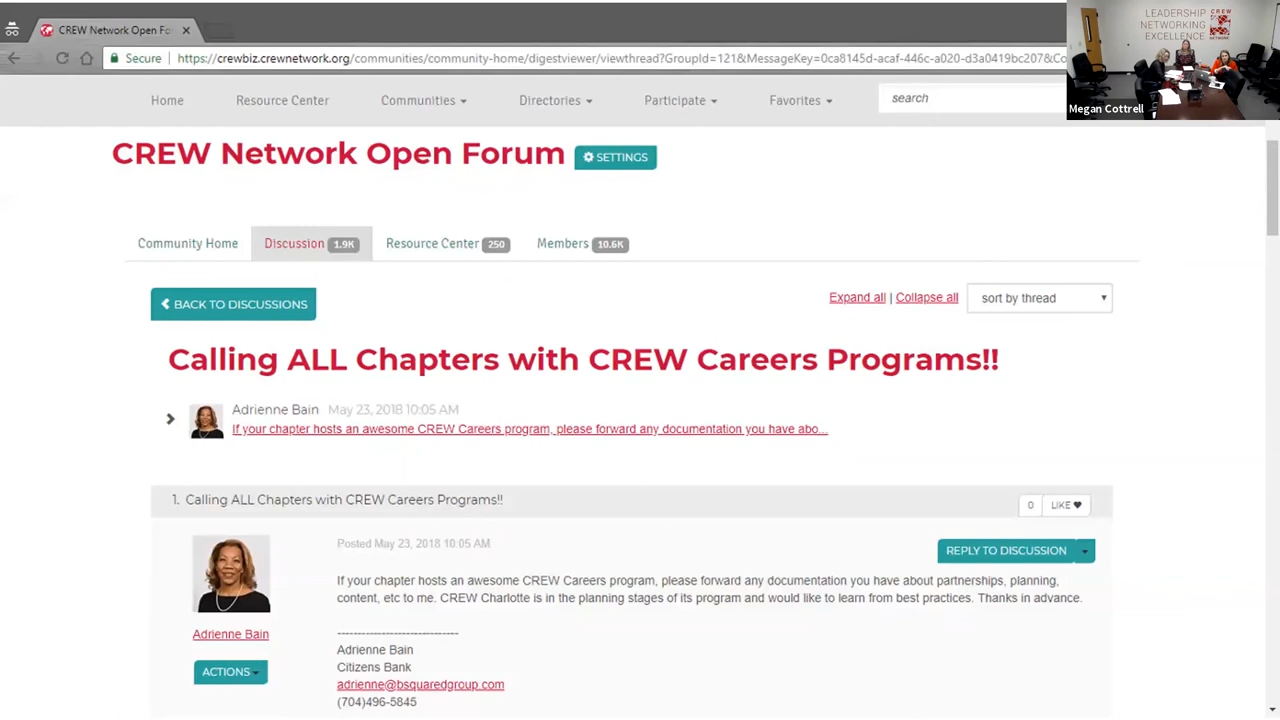 CREW Network Open Fo
Secure
https://crewbiz.crewnetwork.org/communities/community-home/digestviewer/viewthread?GroupId=121&MessageKey=0ca8145d-acaf-446c-a020-d3a0419bc207&Co
LEADERSHIP
NETWORKING
EXCELLENCE
CREW
NETWORK
Megan Cottrell
Home Resource Center Communities Directories Participate Favorites search
CREW Network Open Forum SETTINGS
Community Home Discussion 1.9K Resource Center 250 Members 10.6K
BACK TO DISCUSSIONS Expand all | Collapse all sort by thread
Calling ALL Chapters with CREW Careers Programs!!
Adrienne Bain May 23, 2018 10:05 AM
If your chapter hosts an awesome CREW Careers program, please forward any documentation you have abo...
1. Calling ALL Chapters with CREW Careers Programs!! 0 LIKE
Posted May 23, 2018 10:05 AM REPLY TO DISCUSSION
If your chapter hosts an awesome CREW Careers program, please forward any documentation you have about partnerships, planning,
content, etc to me. CREW Charlotte is in the planning stages of its program and would like to learn from best practices. Thanks in advance.
Adrienne Bain
ACTIONS
------------------------------
Adrienne Bain
Citizens Bank
adrienne@bsquaredgroup.com
(704)496-5845